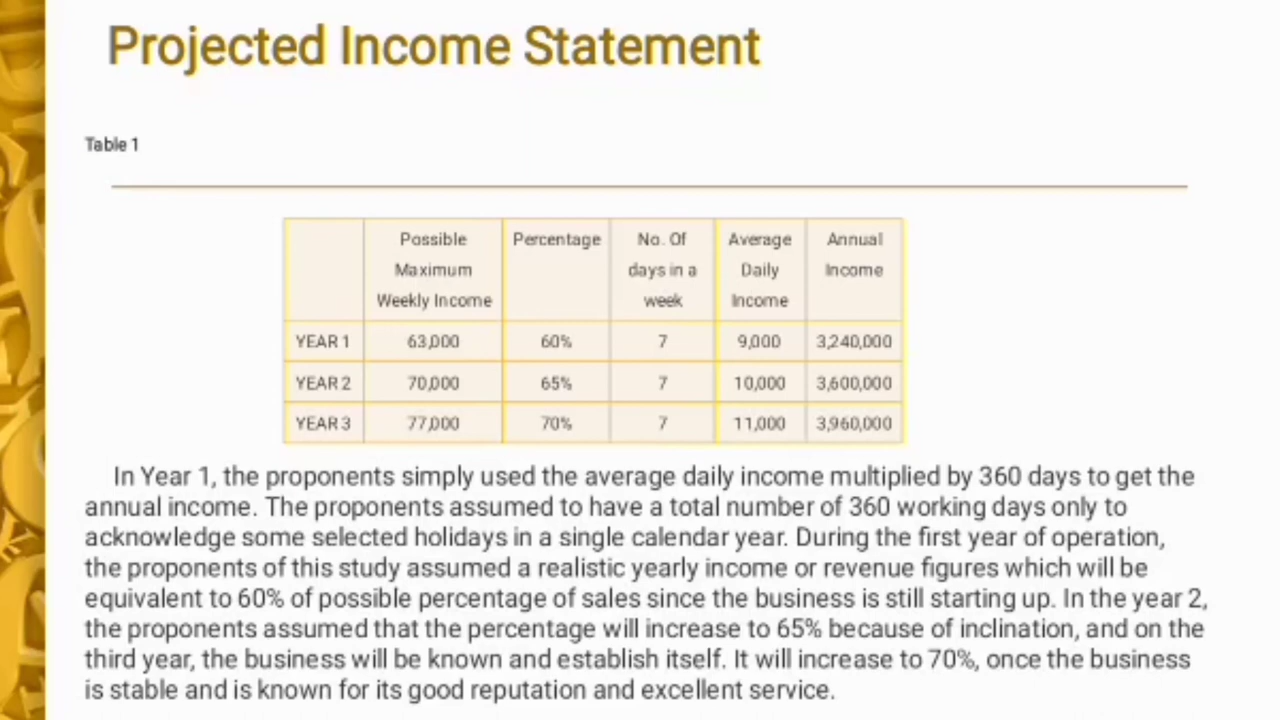 Projected Income Statement
Table 1
Possible Maximum Weekly Income Percentage No. Of days in a week Average Daily Income Annual Income
YEAR 1 63,000 60% 7 9,000 3,240,000
YEAR 2 70,000 65% 7 10,000 3,600,000
YEAR 3 77,000 70% 7 11,000 3,960,000
In Year 1, the proponents simply used the average daily income multiplied by 360 days to get the
annual income. The proponents assumed to have a total number of 360 working days only to
acknowledge some selected holidays in a single calendar year. During the first year of operation,
the proponents of this study assumed a realistic yearly income or revenue figures which will be
equivalent to 60% of possible percentage of sales since the business is still starting up. In the year 2,
the proponents assumed that the percentage will increase to 65% because of inclination, and on the
third year, the business will be known and establish itself. It will increase to 70%, once the business
is stable and is known for its good reputation and excellent service.